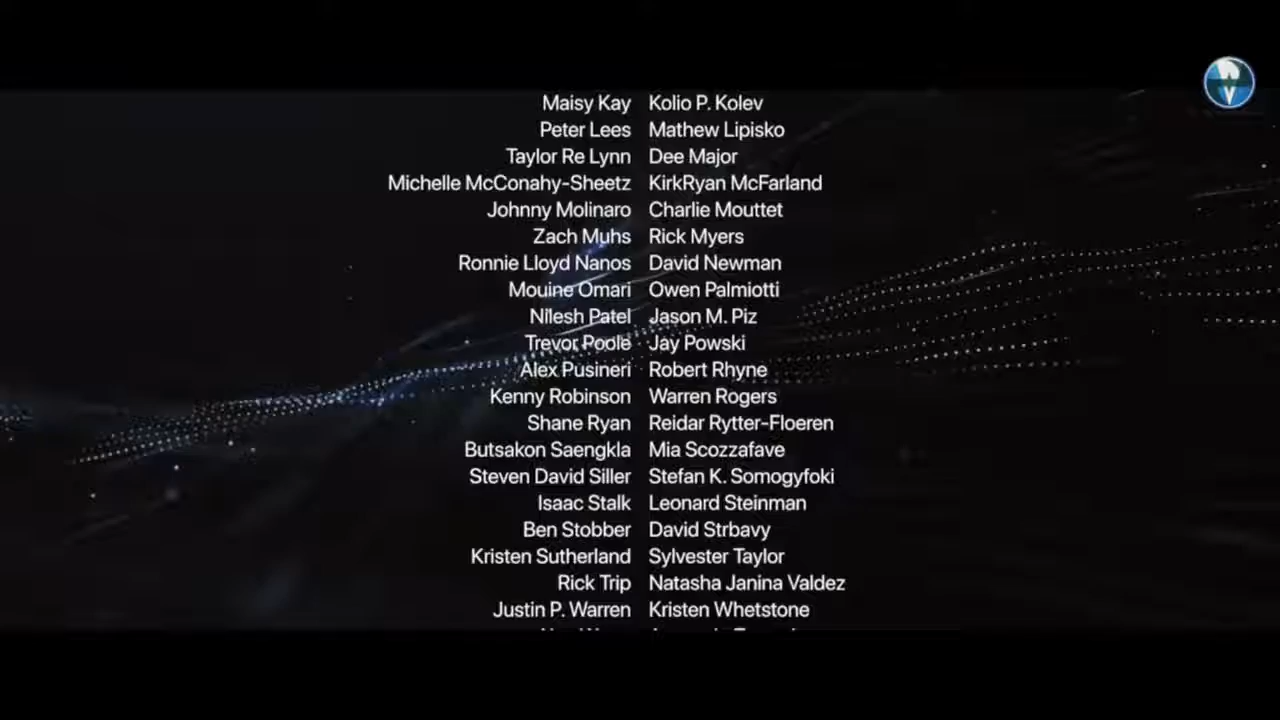 Maisy Kay Kolio P. Kolev
Peter Lees Mathew Lipisko
Taylor Re Lynn Dee Major
Michelle McConahy-Sheetz KirkRyan McFarland
Johnny Molinaro Charlie Mouttet
Zach Muhs Rick Myers
Ronnie Lloyd Nanos David Newman
Mouine Omari Owen Palmiotti
Nilesh Patel Jason M. Piz
Trevor Poole Jay Powski
Alex Pusineri Robert Rhyne
Kenny Robinson Warren Rogers
Shane Ryan Reidar Rytter-Floeren
Butsakon Saengkla Mia Scozzafave
Steven David Siller Stefan K. Somogyfoki
Isaac Stalk Leonard Steinman
Ben Stobber David Strbavy
Kristen Sutherland Sylvester Taylor
Rick Trip Natasha Janina Valdez
Justin P. Warren Kristen Whetstone